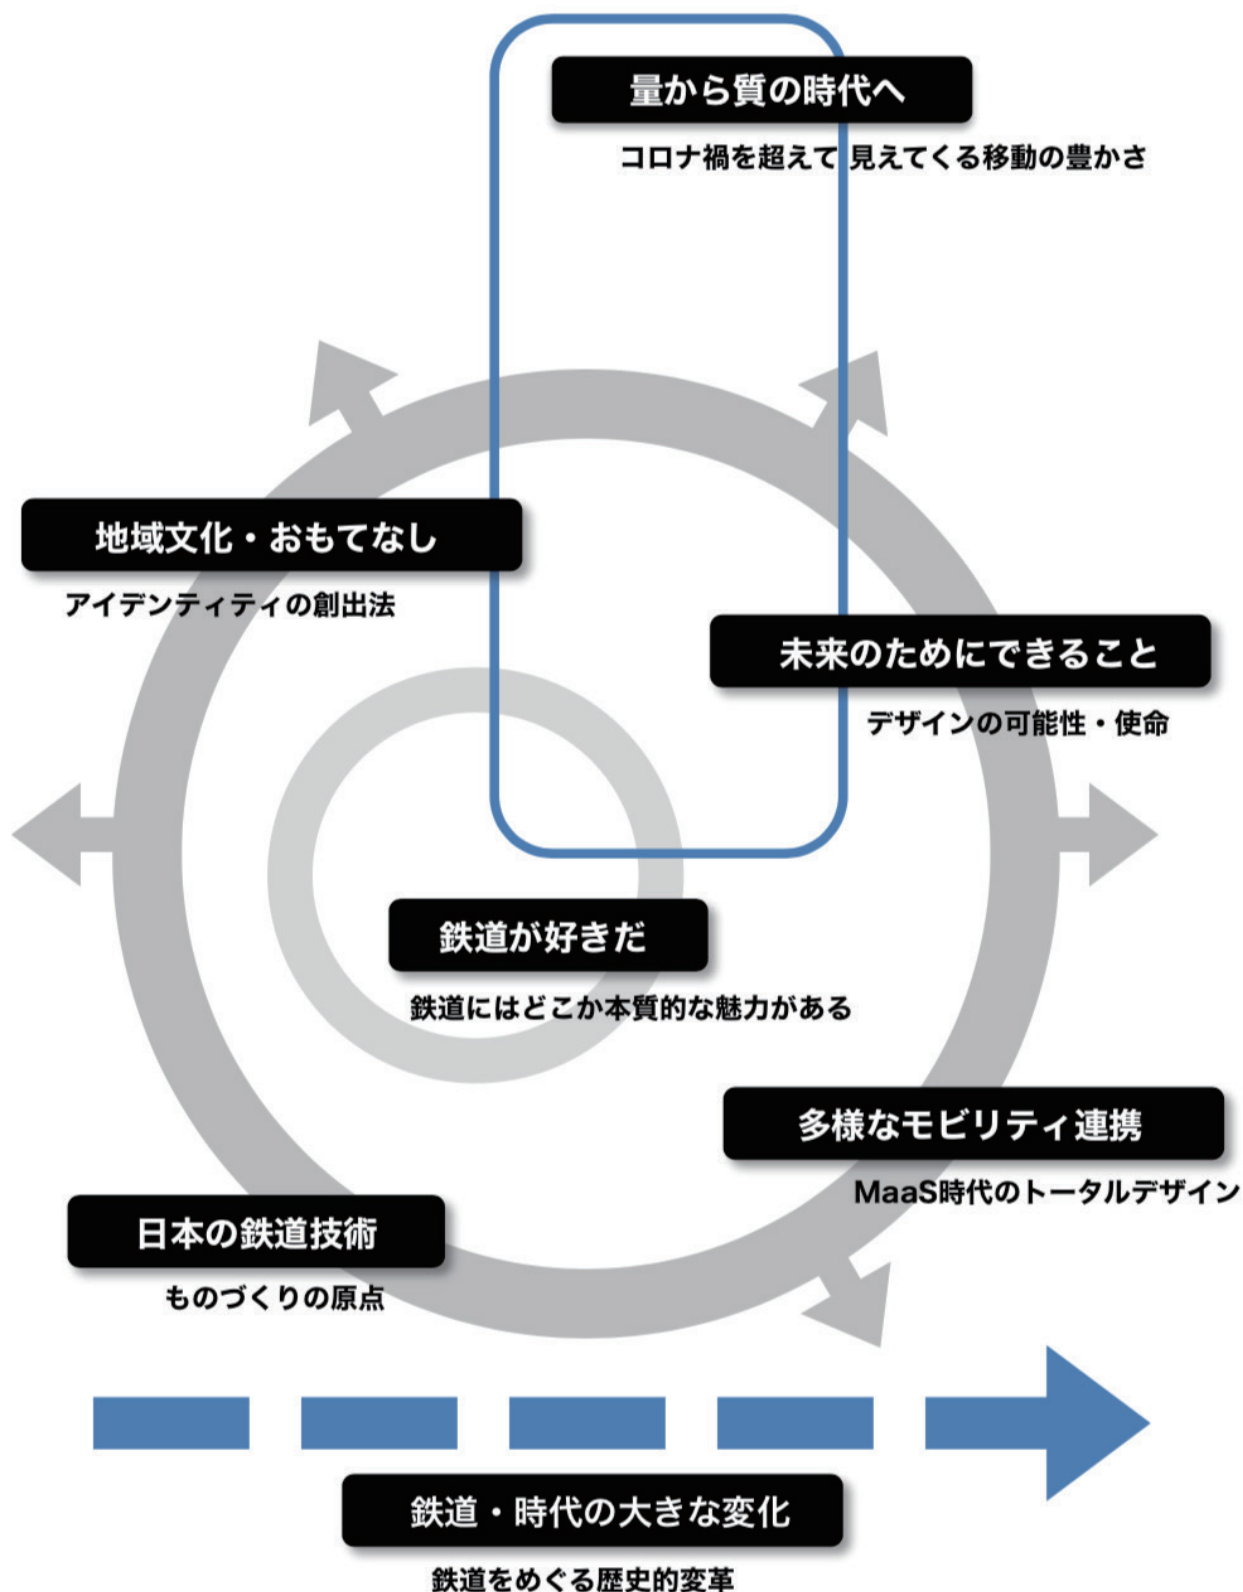 量から質の時代へ
コロナ禍を超えて 見えてくる移動の豊かさ
地域文化・おもてなし
アイデンティティの創出法
未来のためにできること
デザインの可能性・使命
鉄道が好きだ
鉄道にはどこか本質的な魅力がある
多様なモビリティ連携
MaaS時代のトータルデザイン
日本の鉄道技術
ものづくりの原点
鉄道・時代の大きな変化
鉄道をめぐる歴史的変革